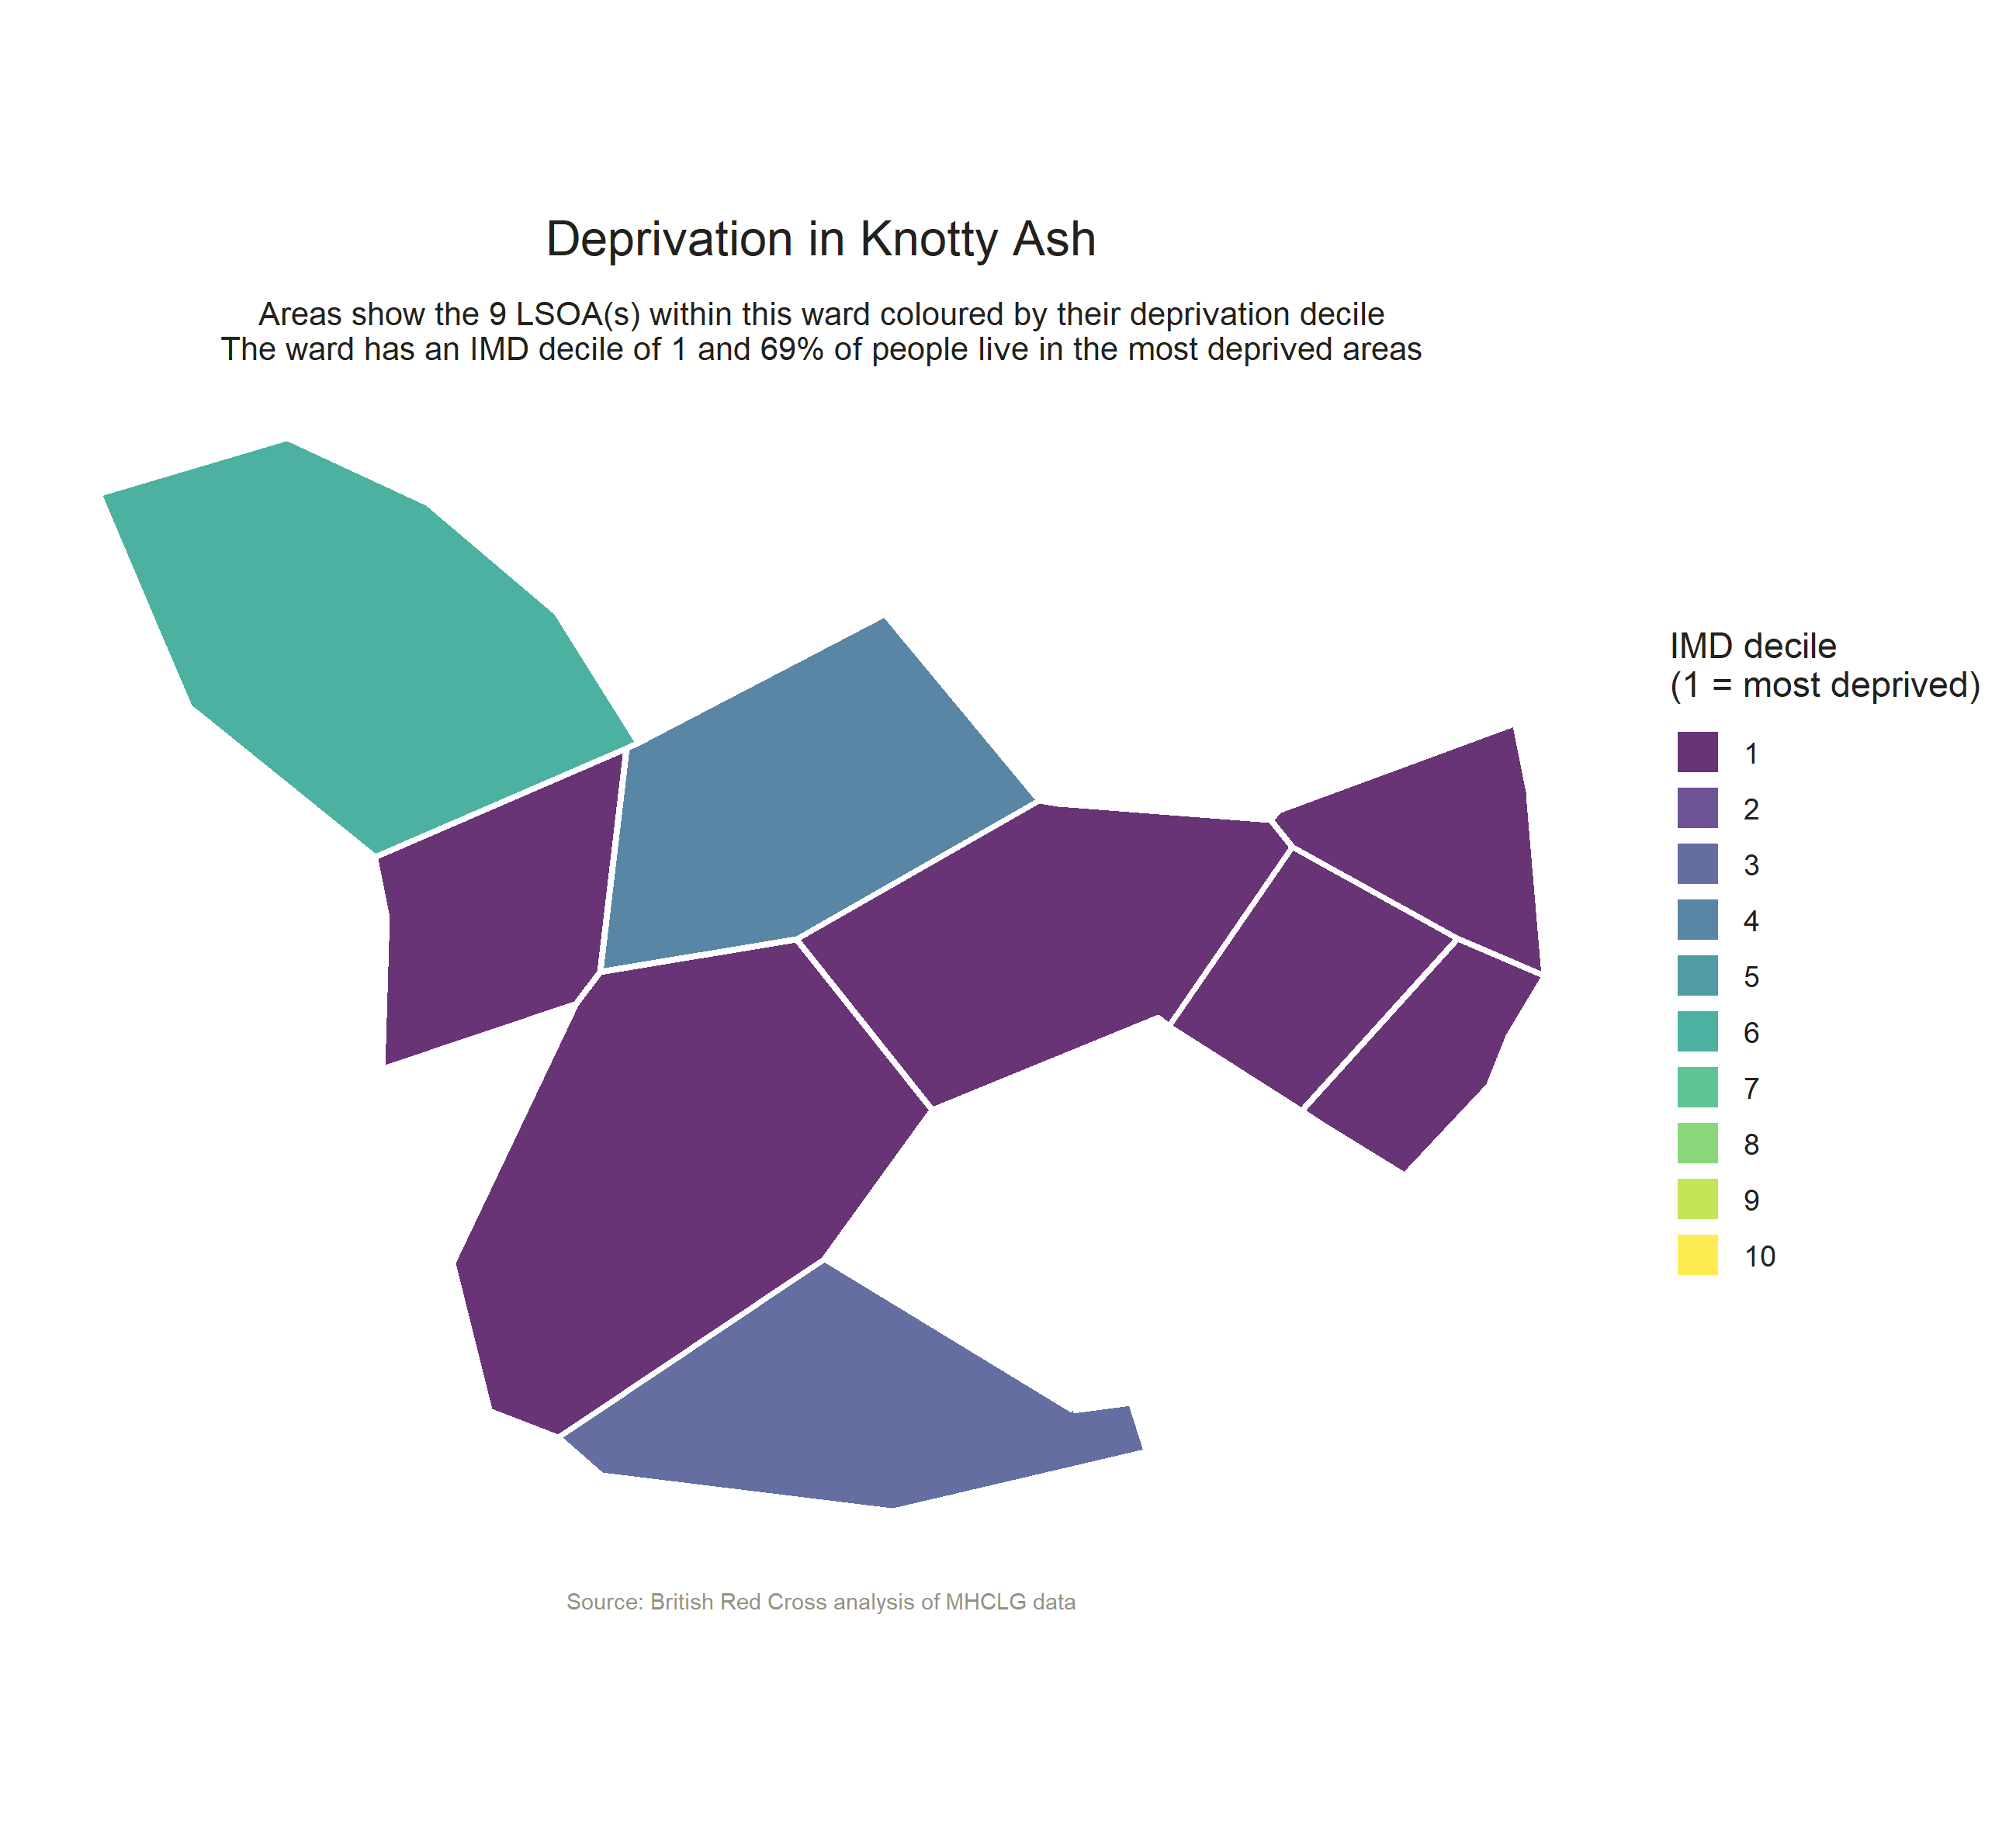 Deprivation in Knotty Ash
Areas show the 9 LSOA(s) within this ward coloured by their deprivation decile
The ward has an IMD decile of 1 and 69% of people live in the most deprived areas
IMD decile
(1 = most deprived)
1
2
3
4
5
6
7
8
9
10
Source: British Red Cross analysis of MHCLG data